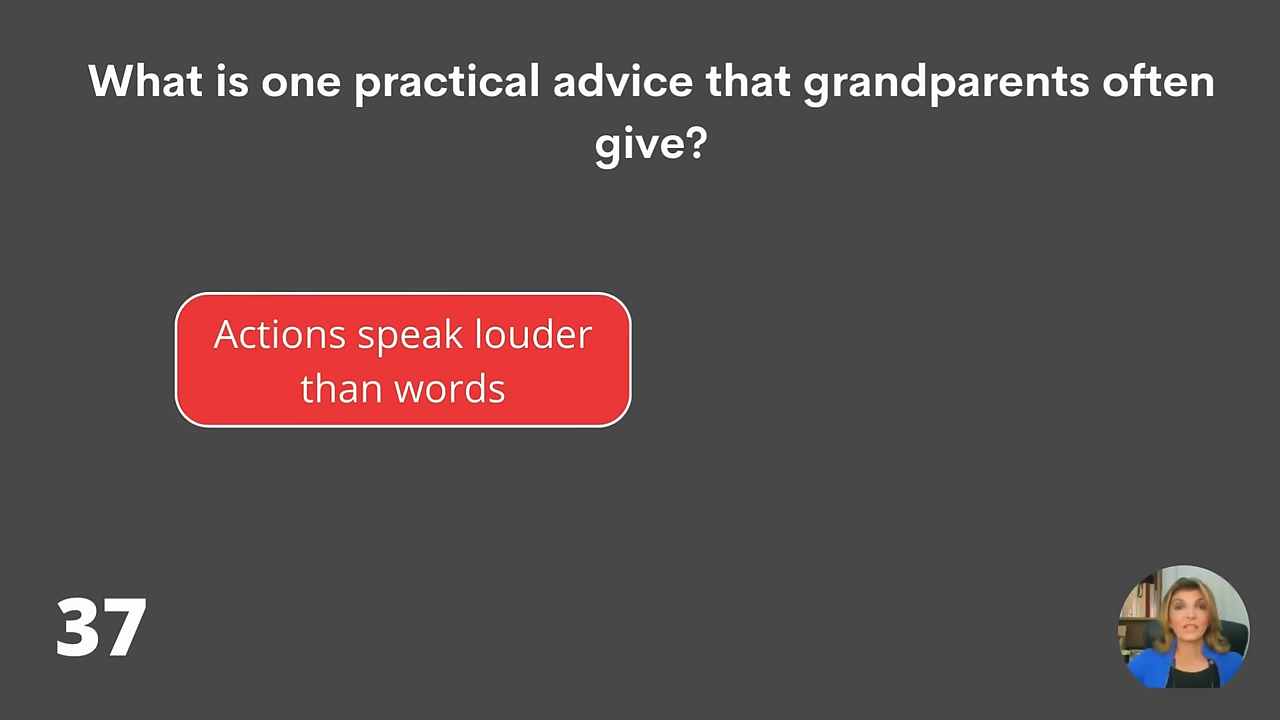 What is one practical advice that grandparents often
give?
Actions speak louder
than words
37